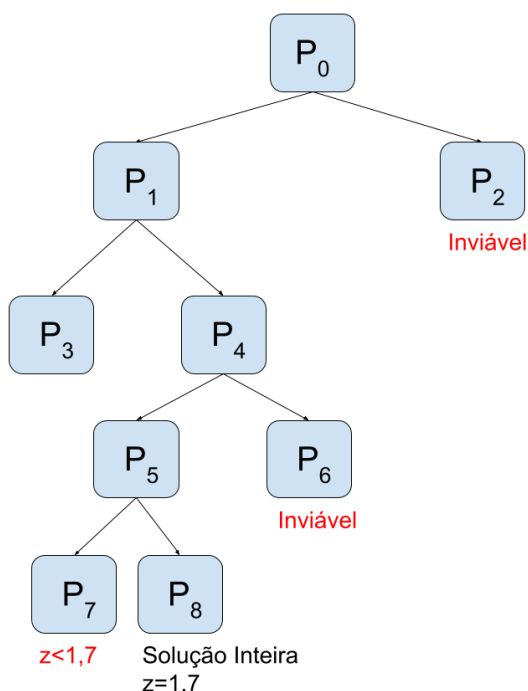 P0
P1
P2
Inviável
P3
P4
P5
P6
Inviável
P7
P8
z<1,7
Solução Inteira
z=1,7